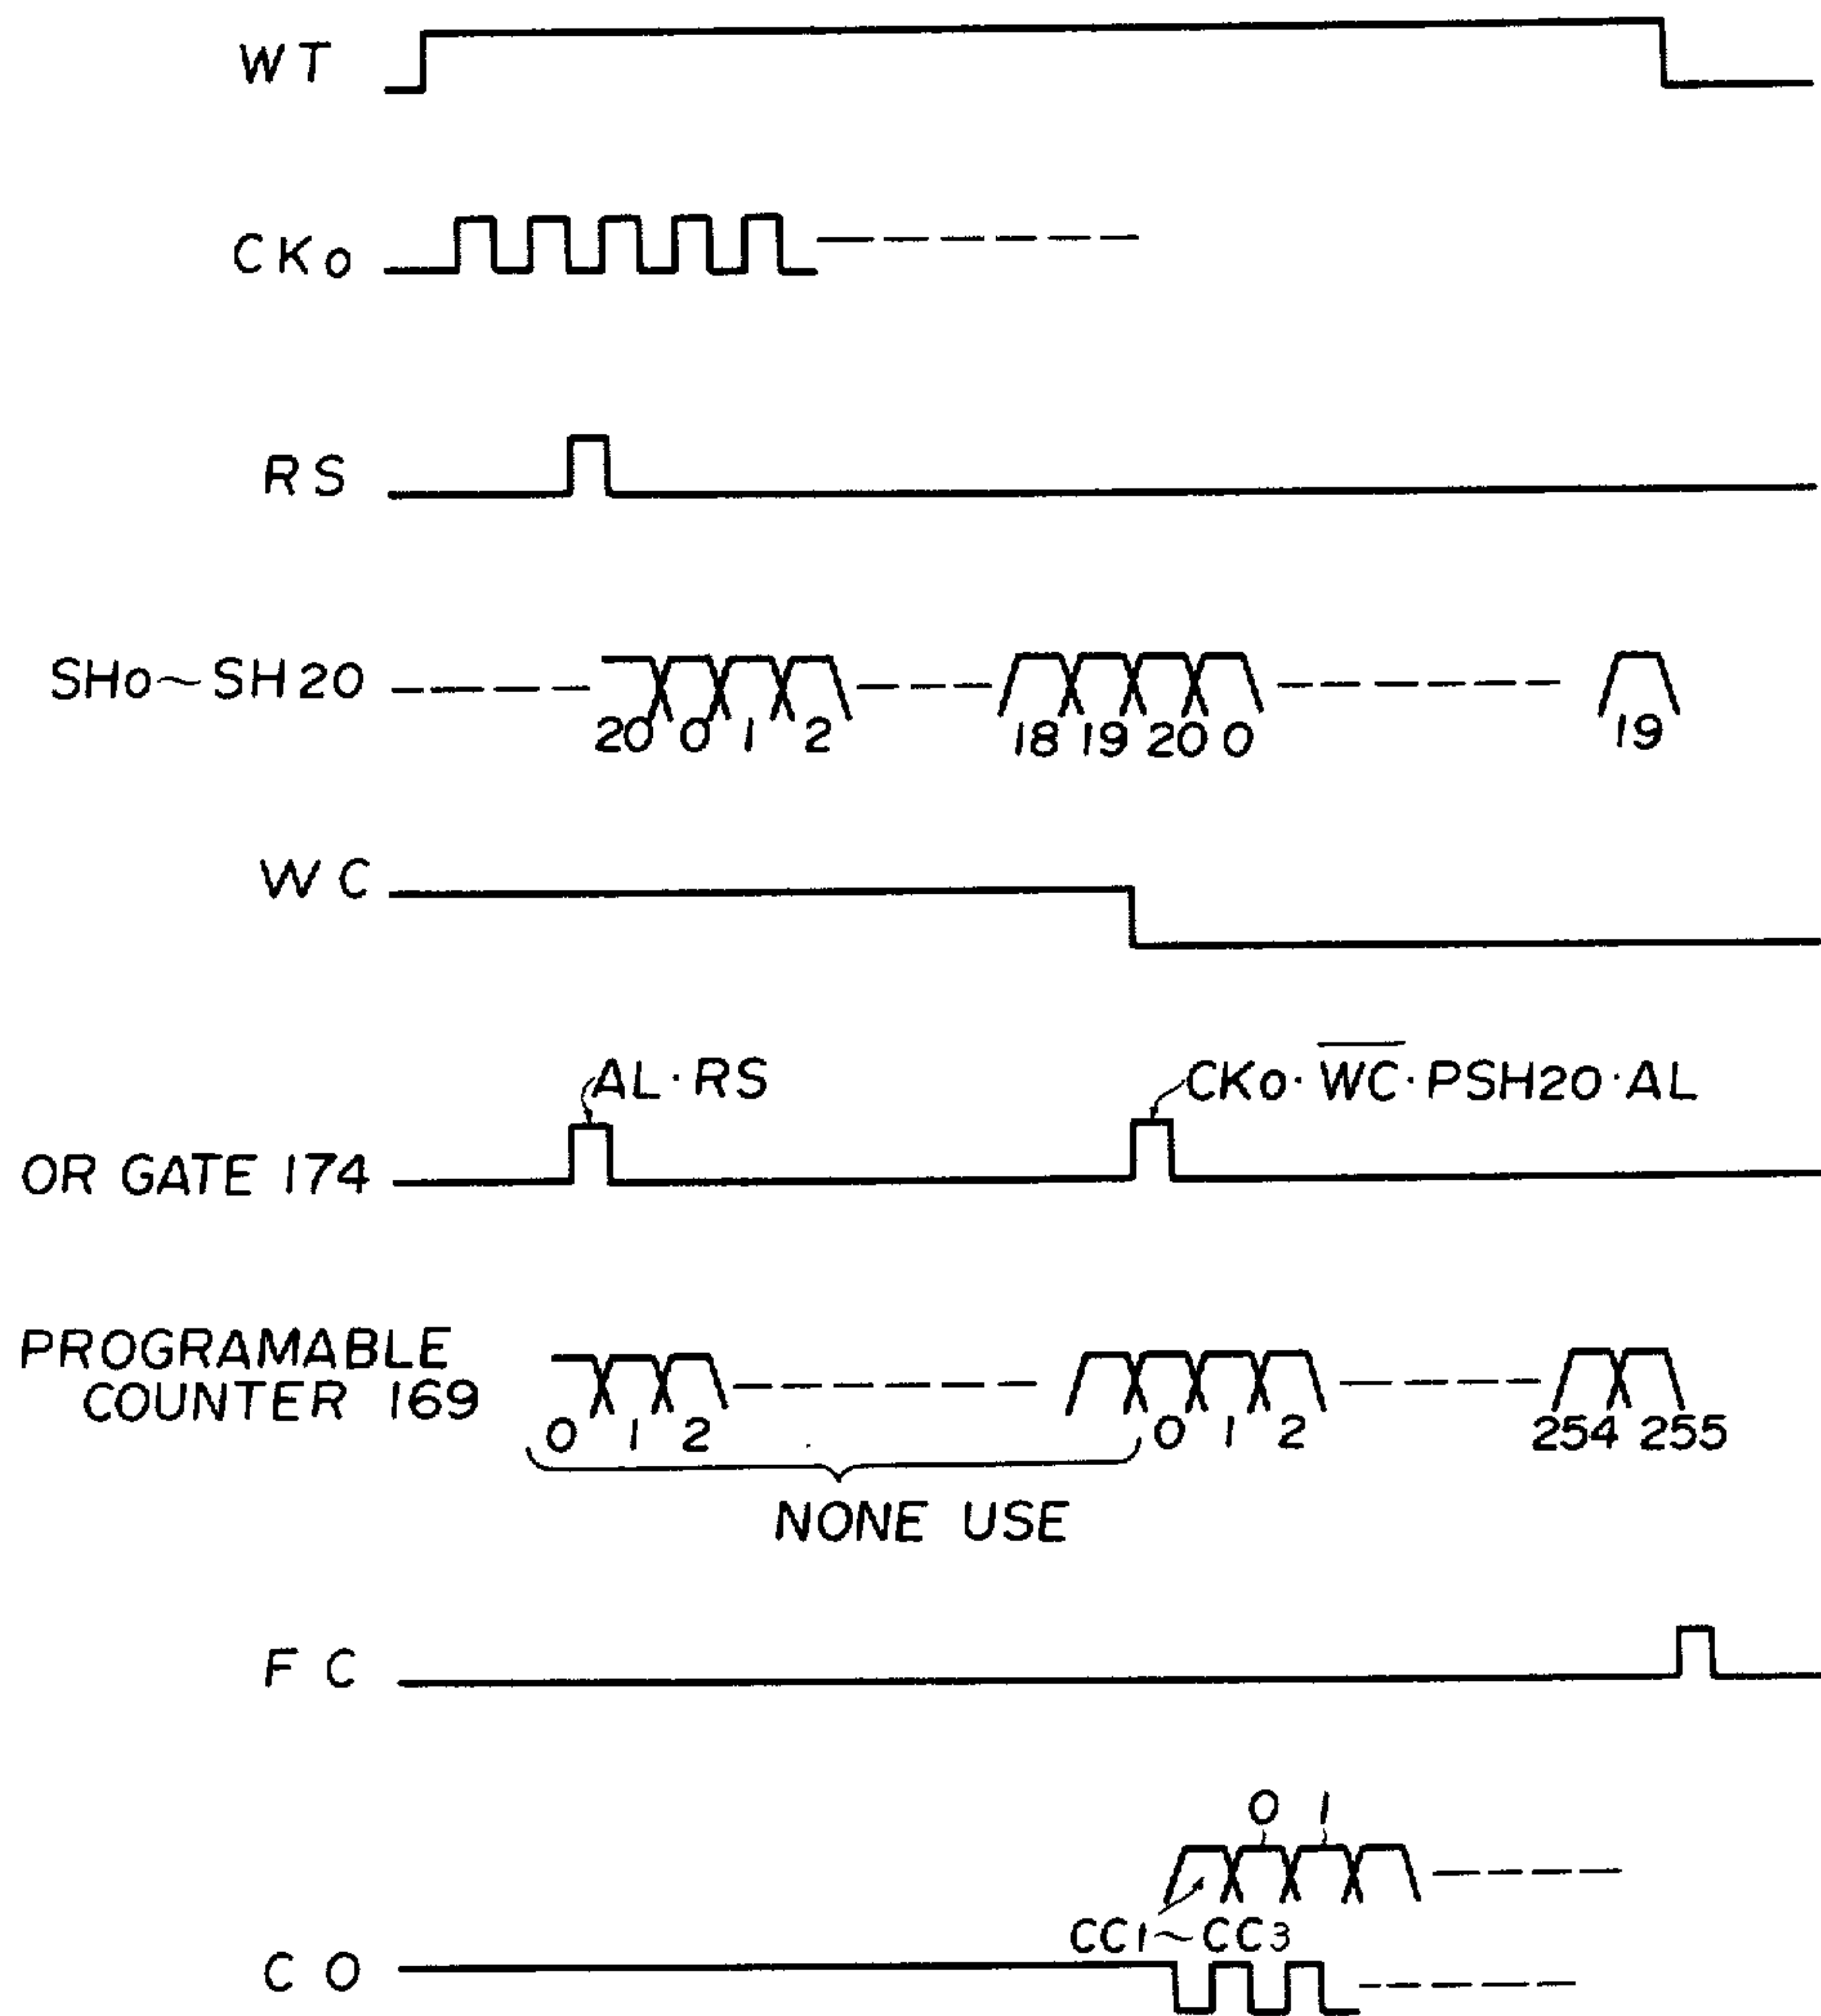 WT
CKo
RS
SHo~SH20
20 0 1 2 18 19 20 0 19
WC
AL·RS CKo·\overline{WC}·PSH20·AL
OR GATE 174
PROGRAMABLE
COUNTER 169
0 1 2 0 1 2 254 255
NONE USE
FC
0 1
CC1~CC3
CO